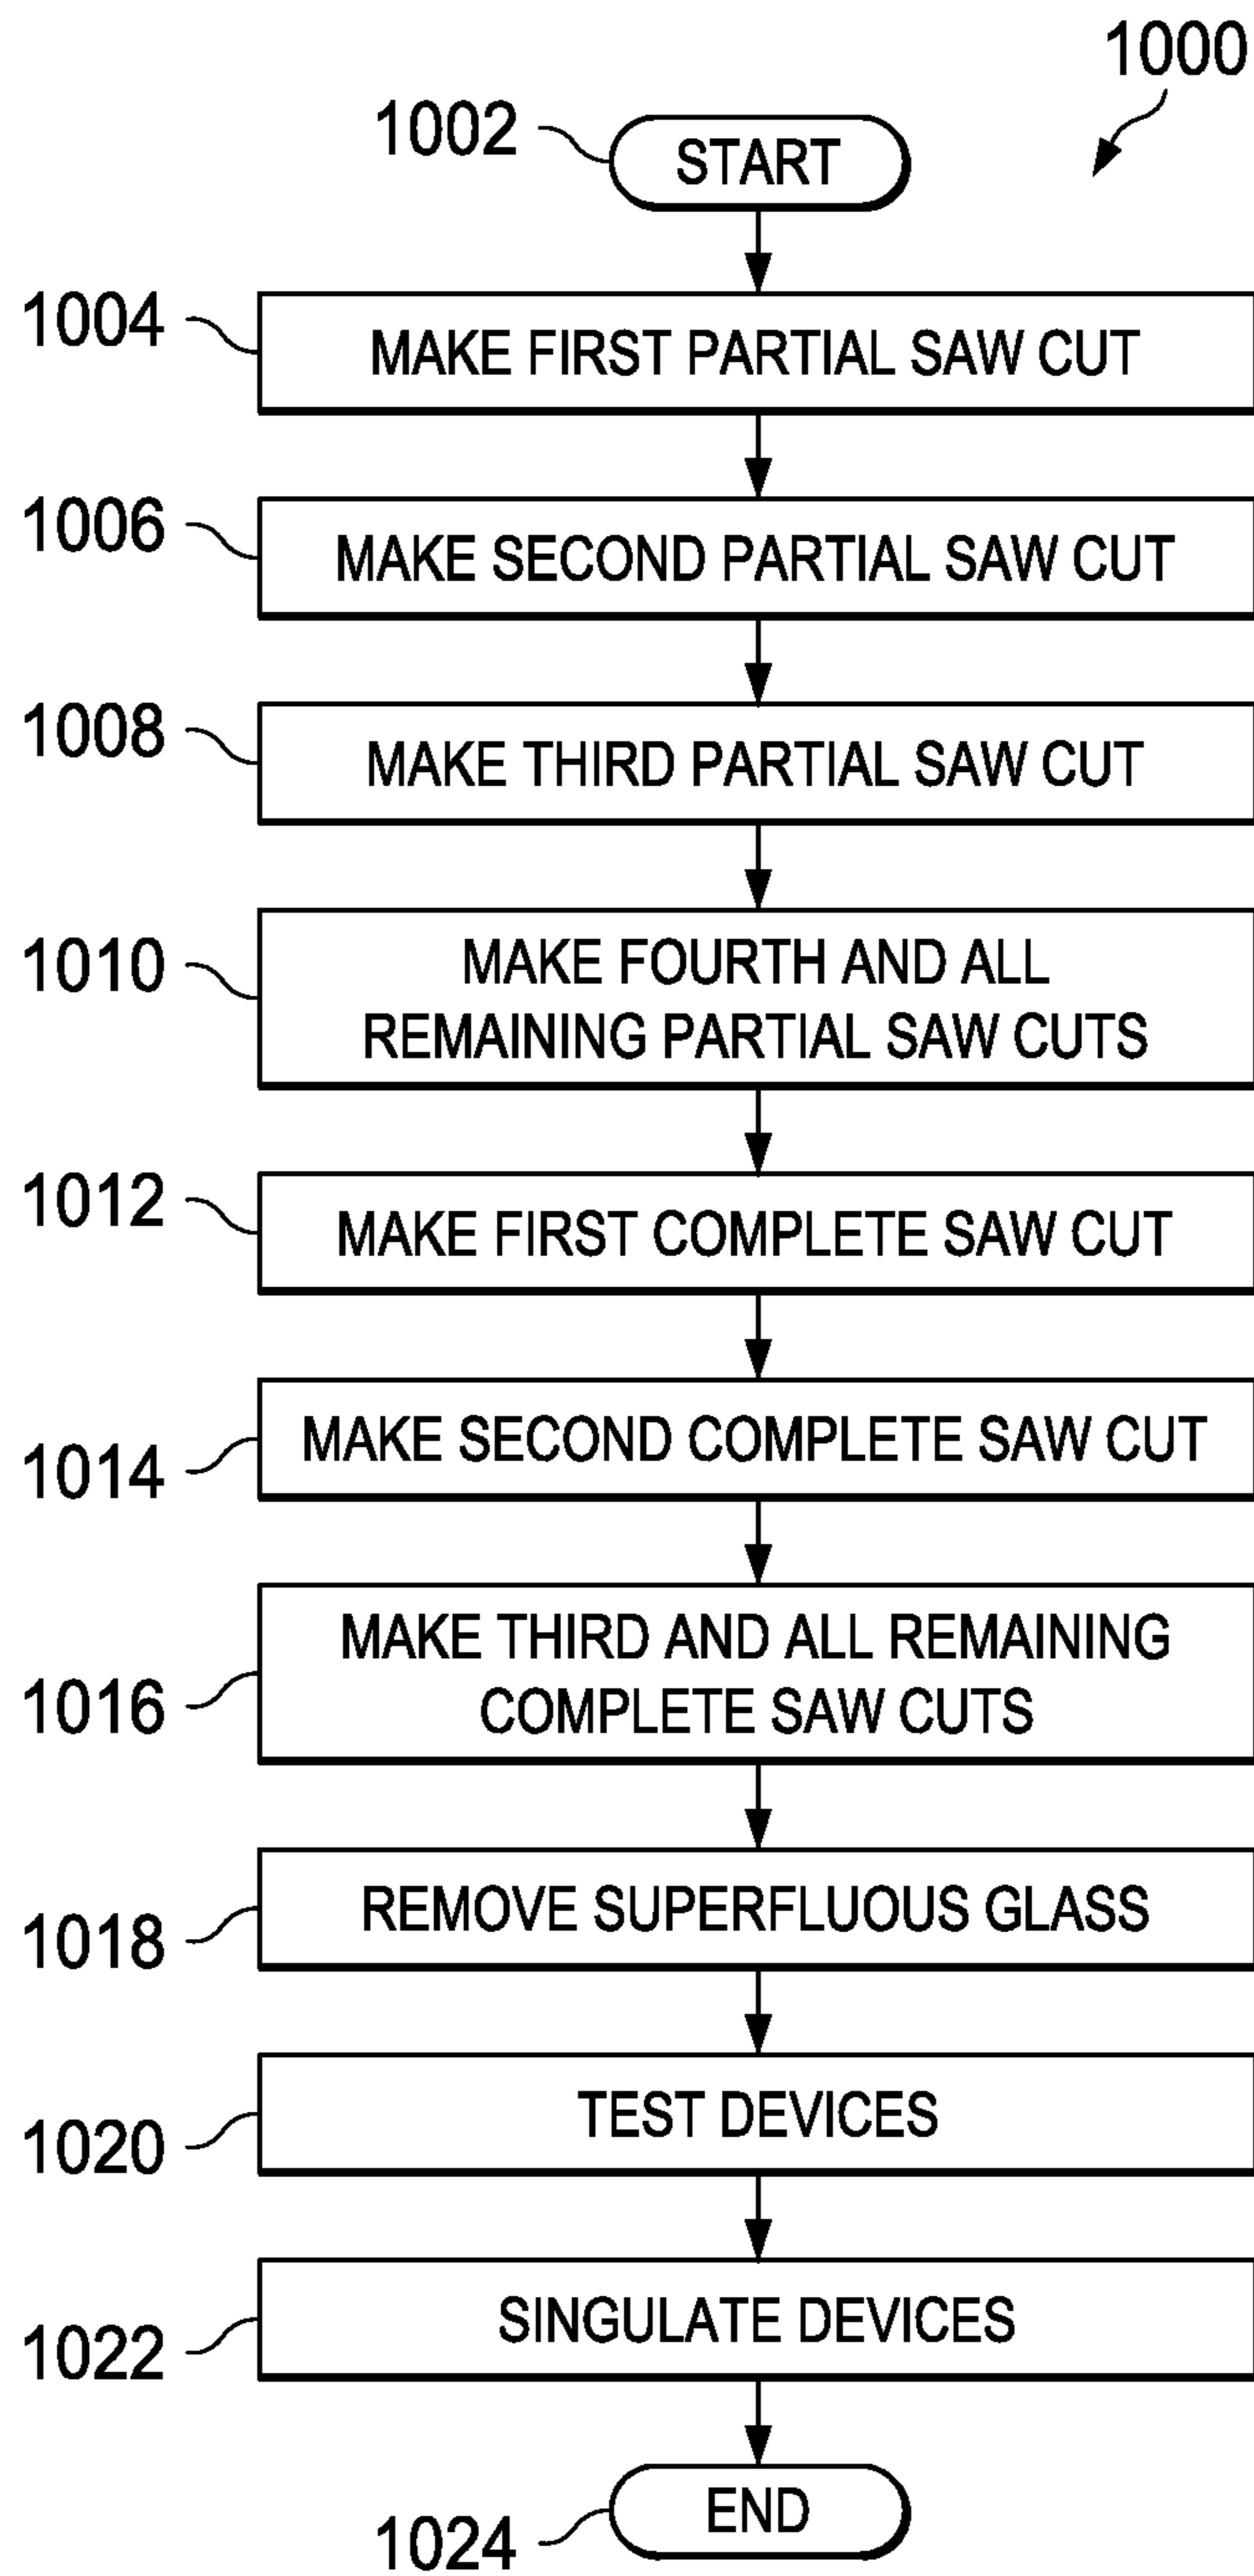 1000
1002
START
1004
MAKE FIRST PARTIAL SAW CUT
1006
MAKE SECOND PARTIAL SAW CUT
1008
MAKE THIRD PARTIAL SAW CUT
1010
MAKE FOURTH AND ALL
REMAINING PARTIAL SAW CUTS
1012
MAKE FIRST COMPLETE SAW CUT
1014
MAKE SECOND COMPLETE SAW CUT
1016
MAKE THIRD AND ALL REMAINING
COMPLETE SAW CUTS
1018
REMOVE SUPERFLUOUS GLASS
1020
TEST DEVICES
1022
SINGULATE DEVICES
1024
END